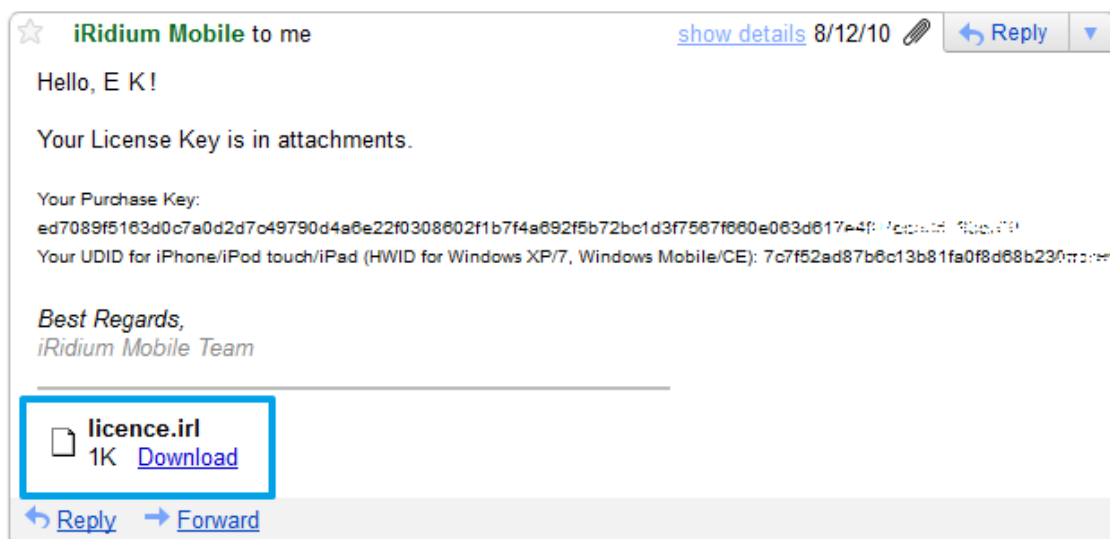 iRidium Mobile to me show details 8/12/10 Reply
Hello, E K!
Your License Key is in attachments.
Your Purchase Key:
ed7089f5163d0c7a0d2d7c49790d4a6e22f0308602f1b7f4a692f5b72bc1d3f7567f660e063d617e4f
Your UDID for iPhone/iPod touch/iPad (HWID for Windows XP/7, Windows Mobile/CE): 7c7f52ad87b6c13b81fa0f8d68b230
Best Regards,
iRidium Mobile Team
licence.irl
1K Download
Reply Forward